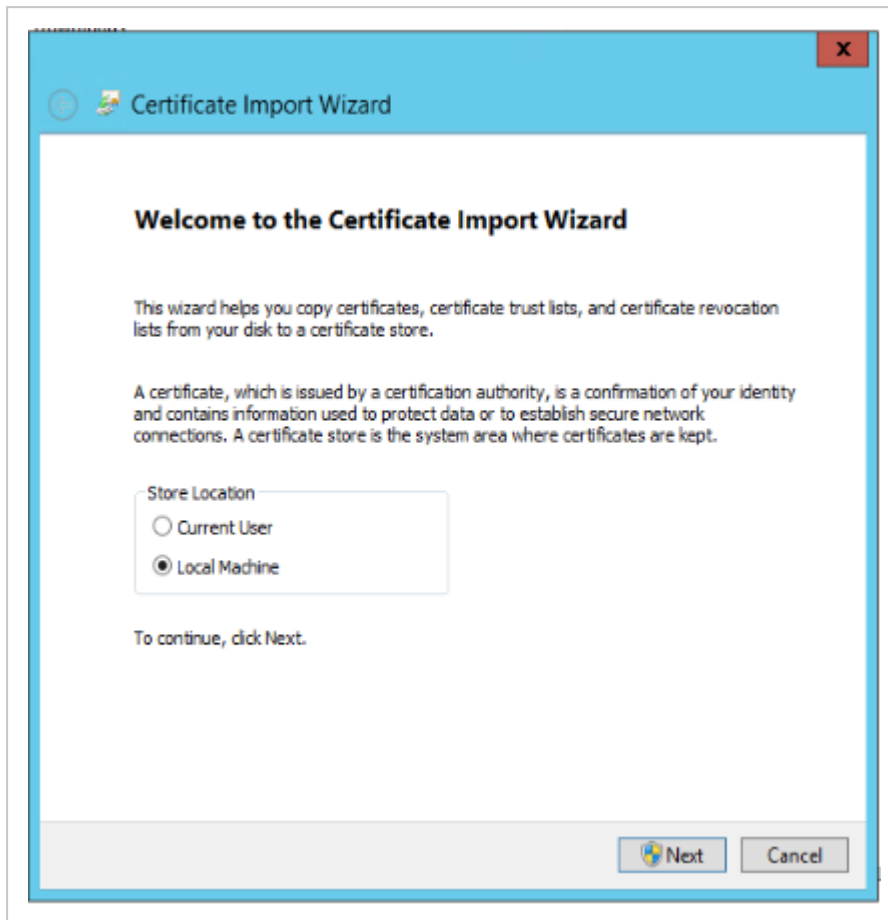 X
Certificate Import Wizard
Welcome to the Certificate Import Wizard
This wizard helps you copy certificates, certificate trust lists, and certificate revocation
lists from your disk to a certificate store.
A certificate, which is issued by a certification authority, is a confirmation of your identity
and contains information used to protect data or to establish secure network
connections. A certificate store is the system area where certificates are kept.
Store Location
Current User
Local Machine
To continue, click Next.
Next Cancel